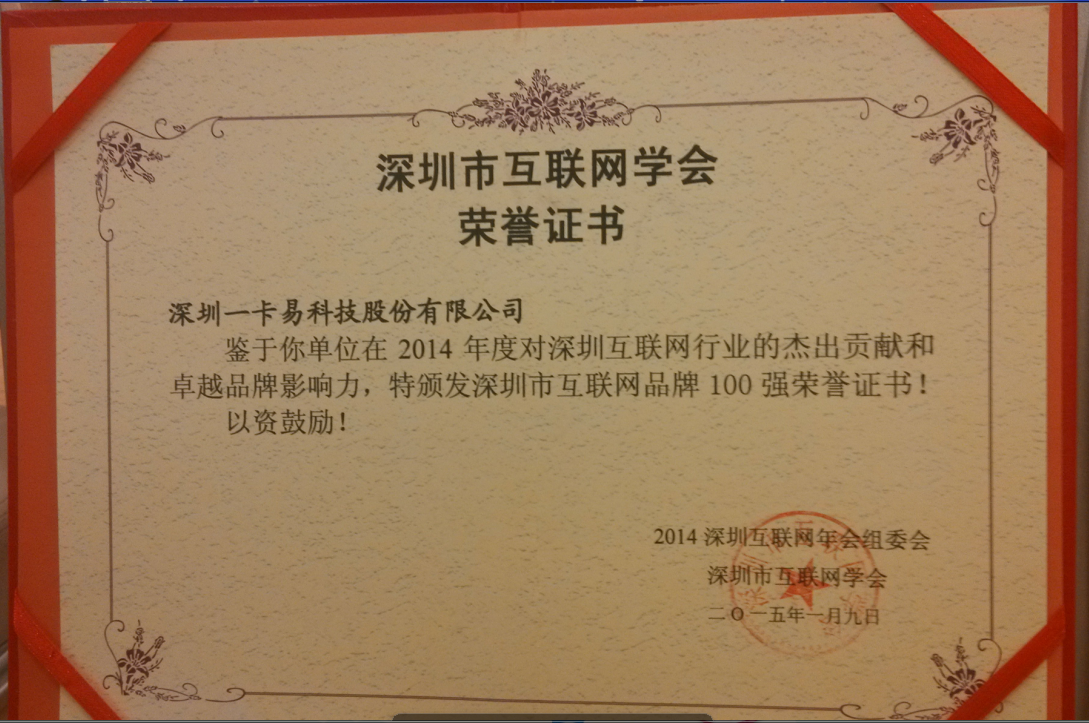 深圳市互联网学会
荣誉证书
深圳一卡易科技股份有限公司
鉴于你单位在 2014 年度对深圳互联网行业的杰出贡献和
卓越品牌影响力，特颁发深圳市互联网品牌 100 强荣誉证书！
以资鼓励！
2014 深圳互联网年会组委会
深圳市互联网学会
二〇一五年一月九日